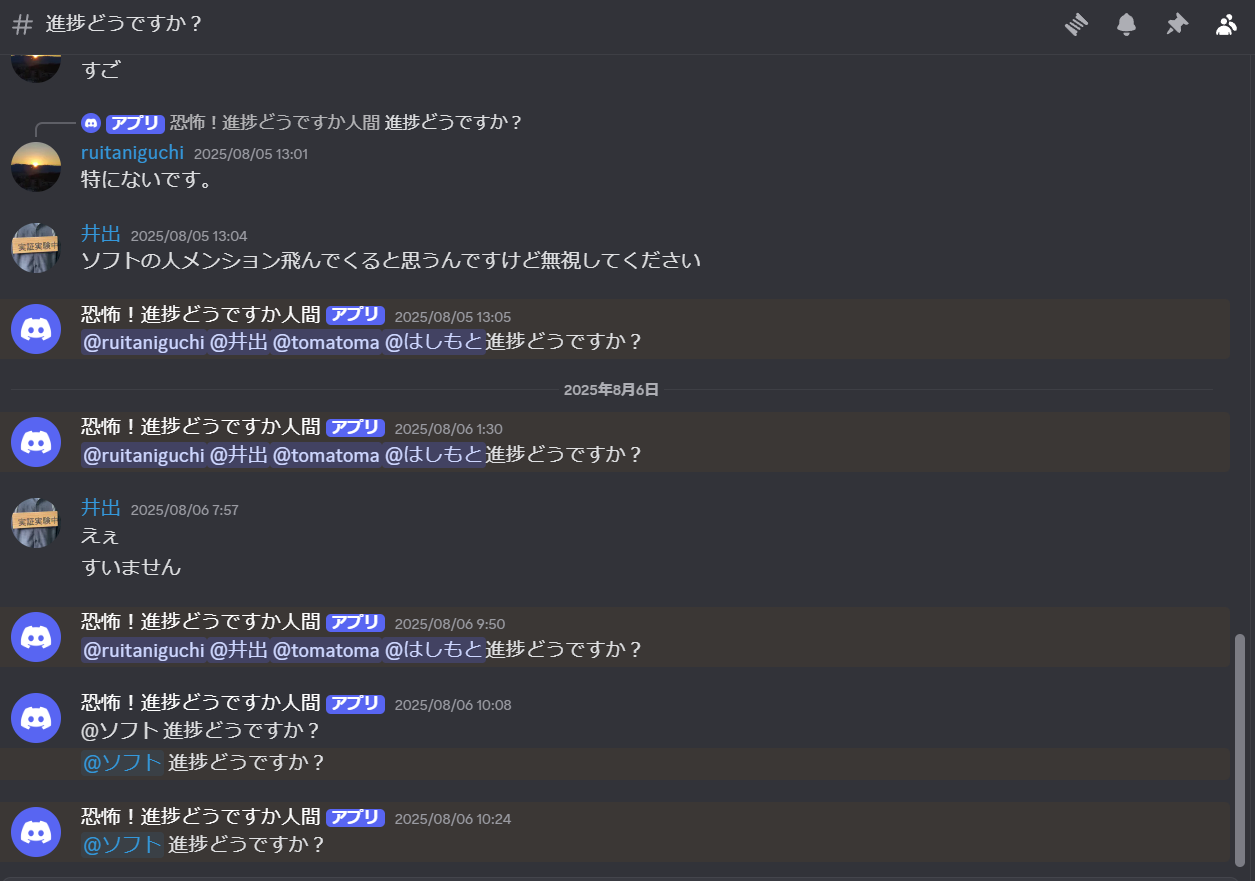 # 進捗どうですか？
すご
アプリ 恐怖！進捗どうですか人間 進捗どうですか？
ruitaniguchi 2025/08/05 13:01
特にないです。
実証実験中
井出 2025/08/05 13:04
ソフトの人メンション飛んでくると思うんですけど無視してください
恐怖！進捗どうですか人間 アプリ 2025/08/05 13:05
@ruitaniguchi @井出 @tomatoma @はしもと進捗どうですか？
2025年8月6日
恐怖！進捗どうですか人間 アプリ 2025/08/06 1:30
@ruitaniguchi @井出 @tomatoma @はしもと進捗どうですか？
実証実験中
井出 2025/08/06 7:57
えぇ
すいません
恐怖！進捗どうですか人間 アプリ 2025/08/06 9:50
@ruitaniguchi @井出 @tomatoma @はしもと進捗どうですか？
恐怖！進捗どうですか人間 アプリ 2025/08/06 10:08
@ソフト 進捗どうですか？
@ソフト 進捗どうですか？
恐怖！進捗どうですか人間 アプリ 2025/08/06 10:24
@ソフト 進捗どうですか？